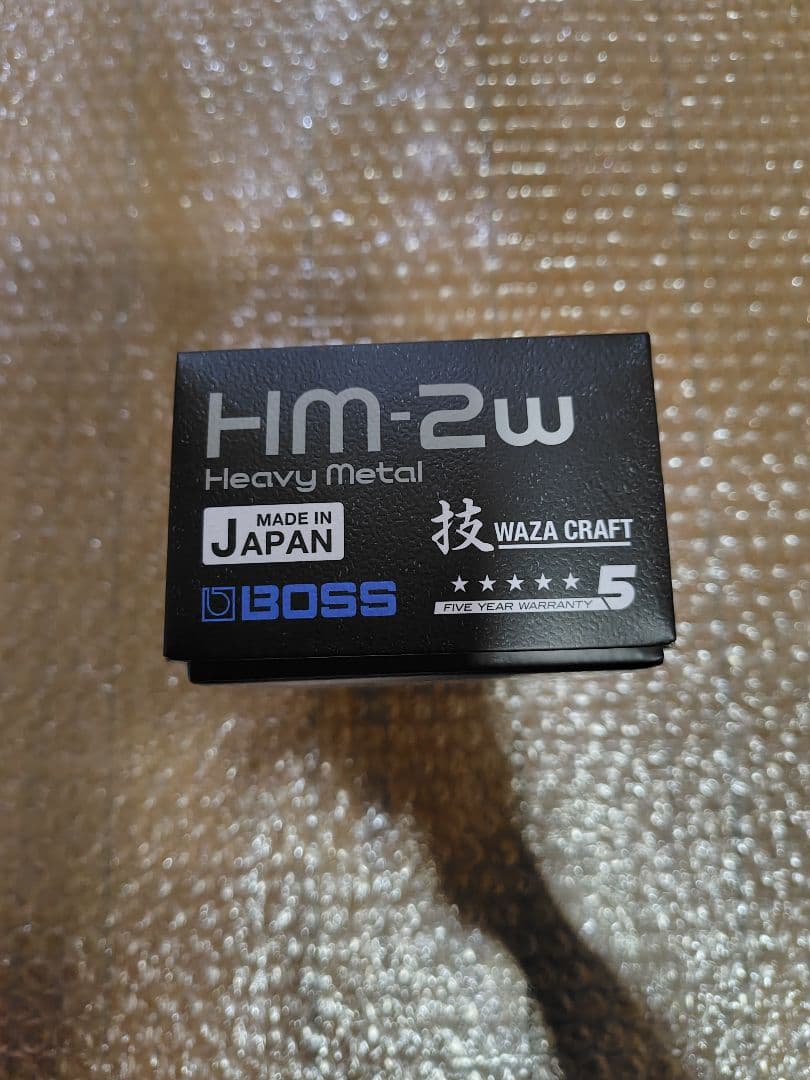 HM-2w
Heavy Metal
MADE IN
JAPAN
技 WAZA CRAFT
BOSS
★★★★★ 5
FIVE YEAR WARRANTY